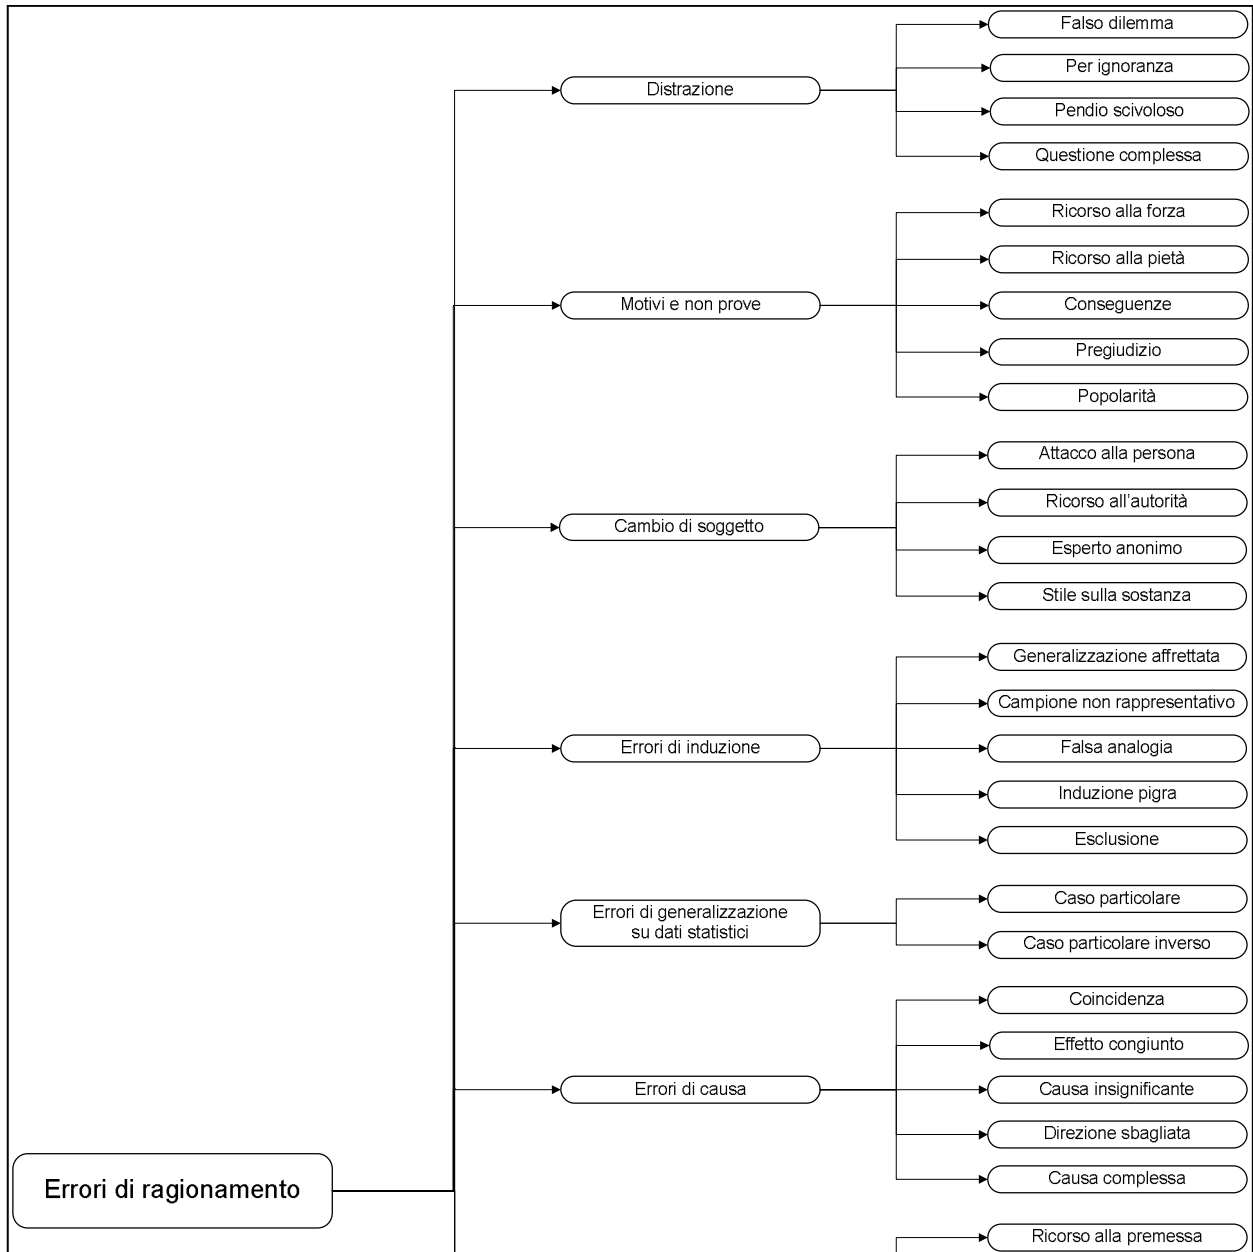 Falso dilemma
Per ignoranza
Distrazione
Pendio scivoloso
Questione complessa
Ricorso alla forza
Ricorso alla pietà
Motivi e non prove
Conseguenze
Pregiudizio
Popolarità
Attacco alla persona
Ricorso all'autorità
Cambio di soggetto
Esperto anonimo
Stile sulla sostanza
Generalizzazione affrettata
Campione non rappresentativo
Errori di induzione
Falsa analogia
Induzione pigra
Esclusione
Errori di generalizzazione
su dati statistici
Caso particolare
Caso particolare inverso
Coincidenza
Effetto congiunto
Errori di causa
Causa insignificante
Direzione sbagliata
Causa complessa
Errori di ragionamento
Ricorso alla premessa